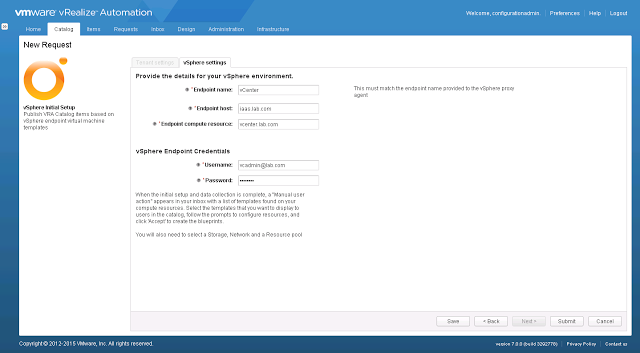 vmware vRealize Automation
Welcome, configurationadmin. Preferences Help Logout
Home Catalog Items Requests Inbox Design Administration Infrastructure
New Request
vSphere Initial Setup
Publish VRA Catalog items based on
vSphere endpoint virtual machine
templates
Tenant settings vSphere settings
Provide the details for your vSphere environment.
* Endpoint name: vCenter
This must match the endpoint name provided to the vSphere proxy
agent
* Endpoint host: iaas.lab.com
* Endpoint compute resource: vcenter.lab.com
vSphere Endpoint Credentials
* Username: vcadmin@lab.com
* Password: ••••••••
When the initial setup and data collection is complete, a "Manual user
action" appears in your inbox with a list of templates found on your
compute resources. Select the templates that you want to display to
users in the catalog, follow the prompts to configure resources, and
click 'Accept' to create the blueprints.
You will also need to select a Storage, Network and a Resource pool
Save < Back Next > Submit Cancel
Copyright © 2012-2015 VMware, Inc. All rights reserved.
version 7.0.0 (build 3292778) Privacy Policy Contact us